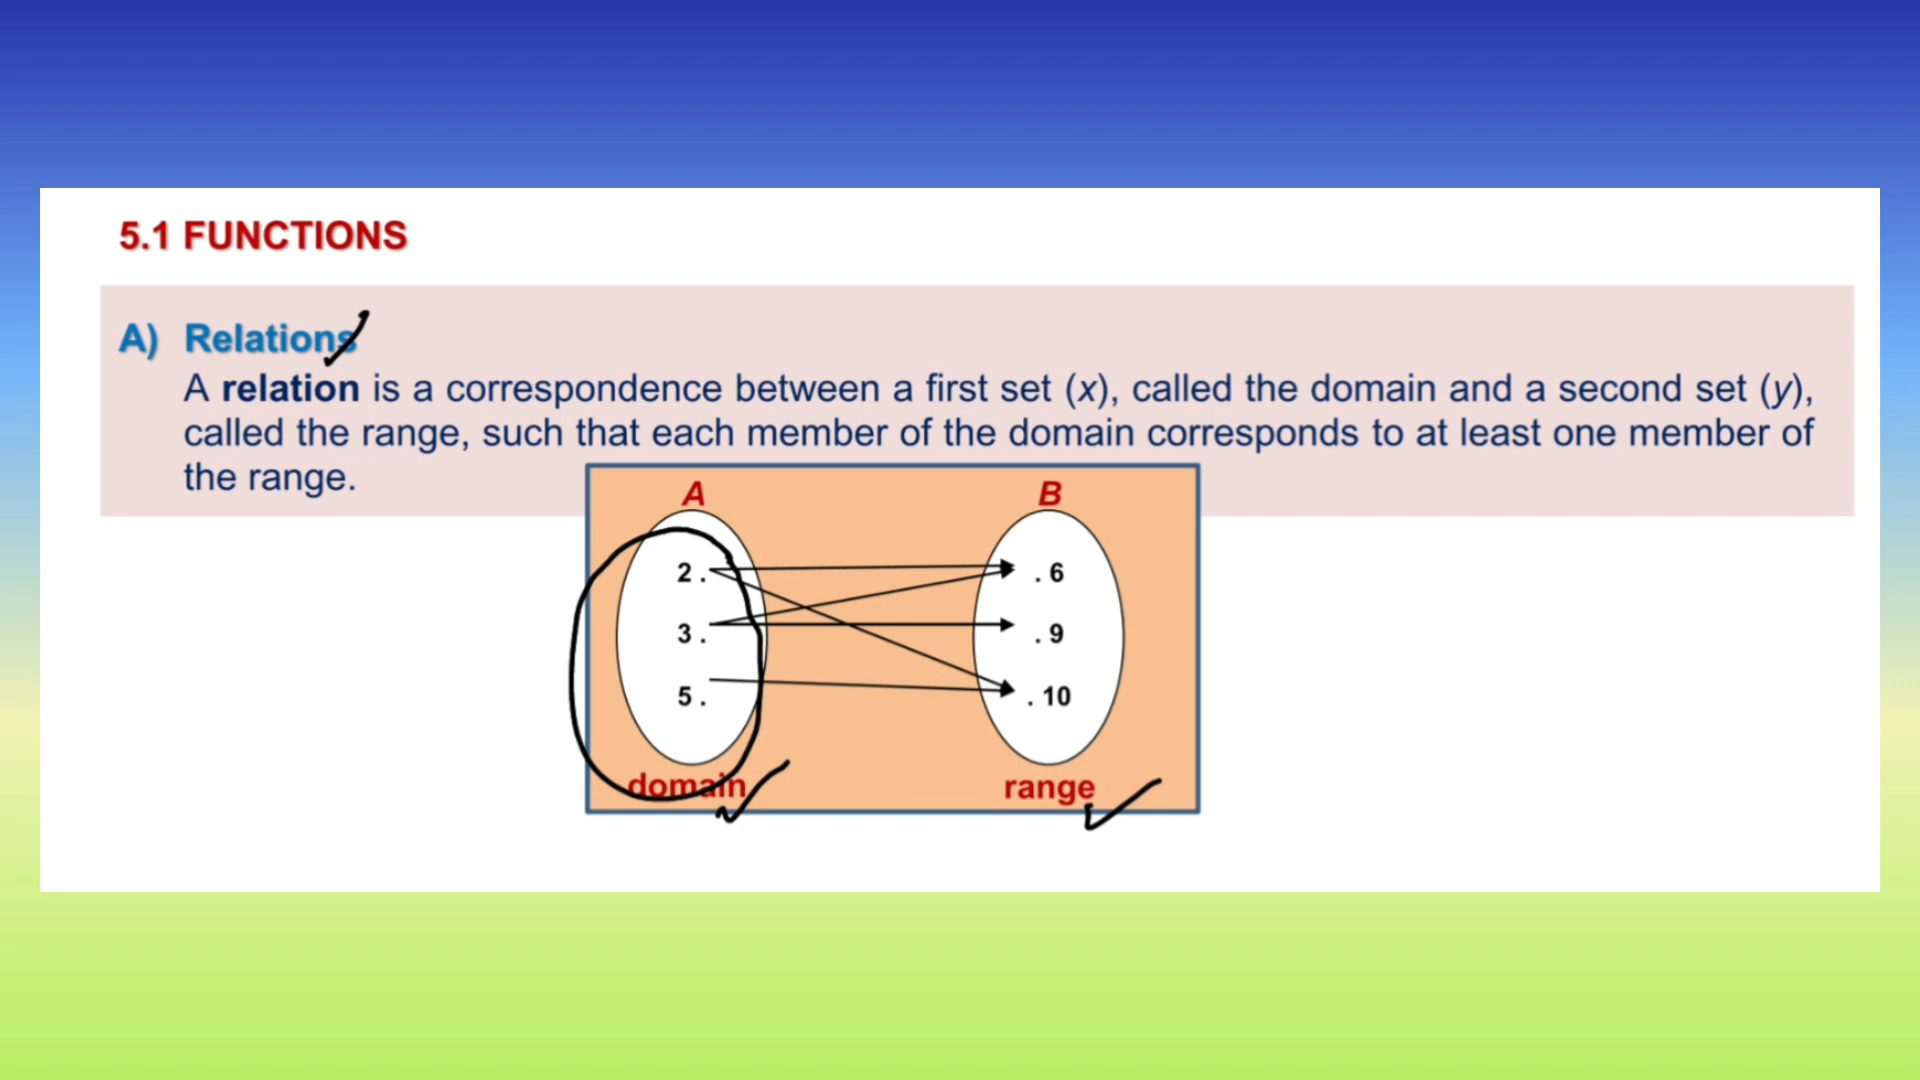 5.1 FUNCTIONS
A) Relations
A relation is a correspondence between a first set (x), called the domain and a second set (y),
called the range, such that each member of the domain corresponds to at least one member of
the range.
A B
2 . . 6
3 . . 9
5 . . 10
domain range